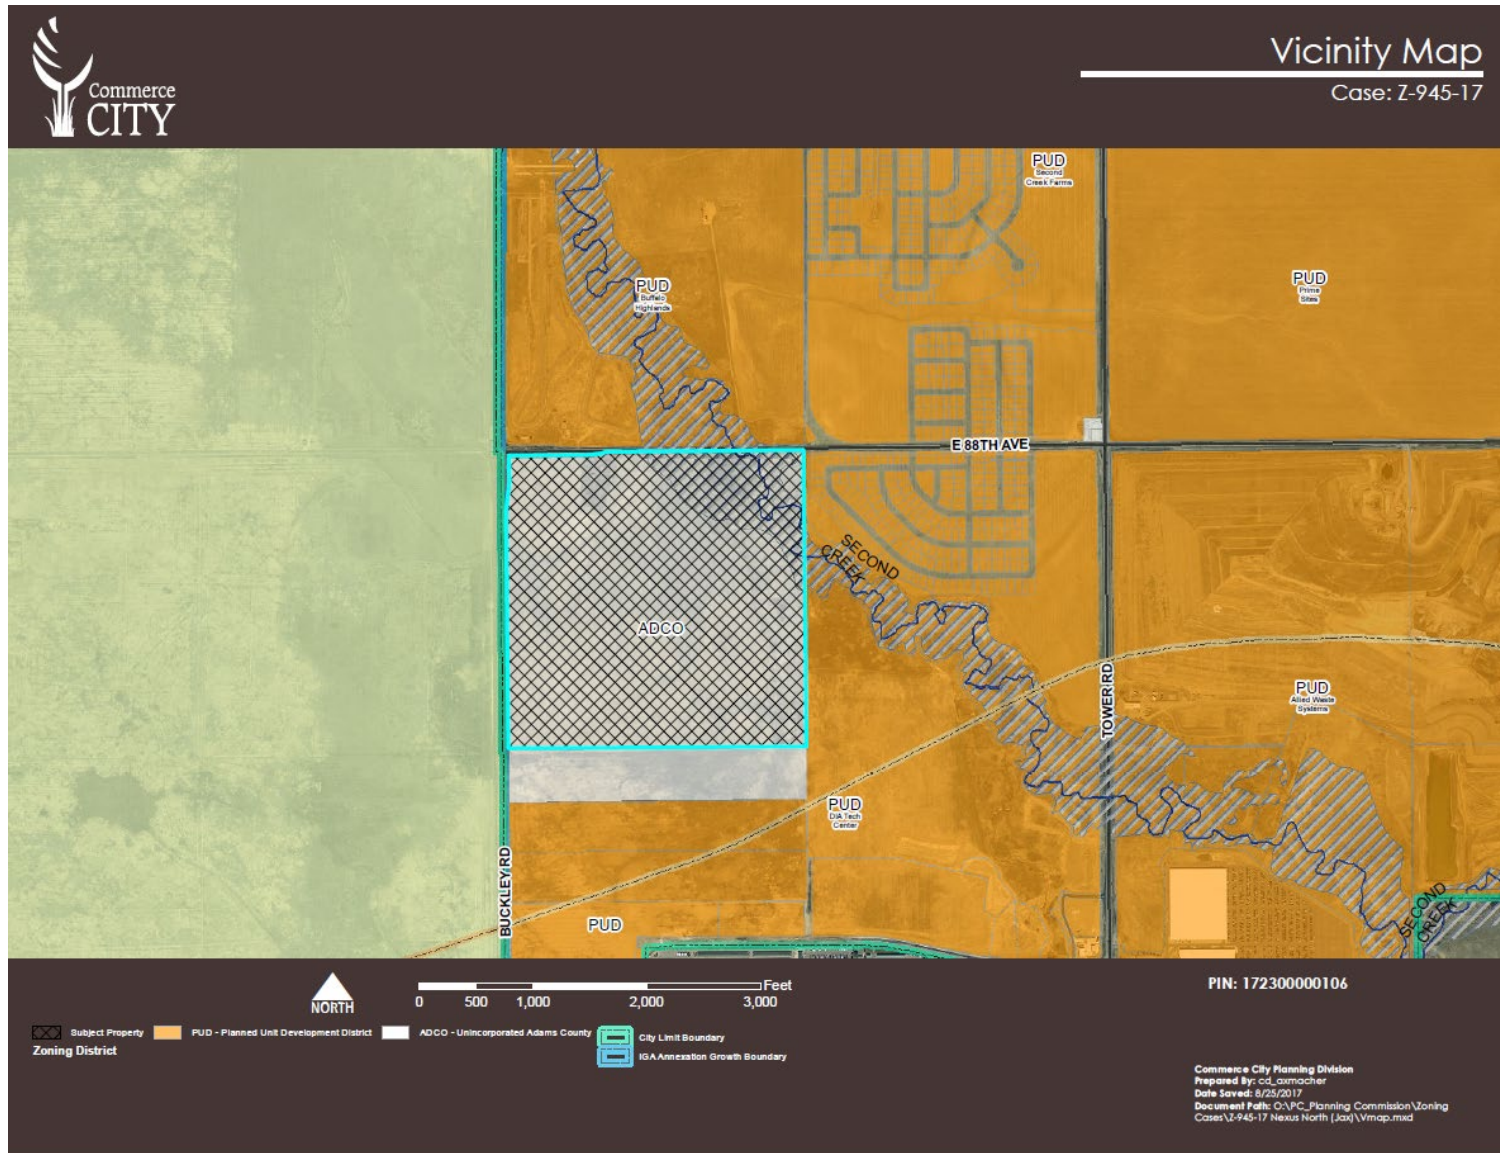 Commerce
CITY
Vicinity Map
Case: Z-945-17
PUD
Second
Creek Farms
PUD
Buffalo
Highlands
PUD
Prime
Sites
E 88TH AVE
SECOND
CREEK
ADCO
TOWER RD
PUD
Allied Waste
Systems
PUD
DIA Tech
Center
BUCKLEY RD
PUD
SECOND
CREEK
NORTH
0 500 1,000 2,000 3,000
Feet
PIN: 172300000106
Subject Property
PUD - Planned Unit Development District
ADCO - Unincorporated Adams County
City Limit Boundary
Zoning District
IGA Annexation Growth Boundary
Commerce City Planning Division
Prepared By: cd_axmacher
Date Saved: 8/25/2017
Document Path: O:\PC_Planning Commission\Zoning
Cases\Z-945-17 Nexus North (Jax)\Vmap.mxd